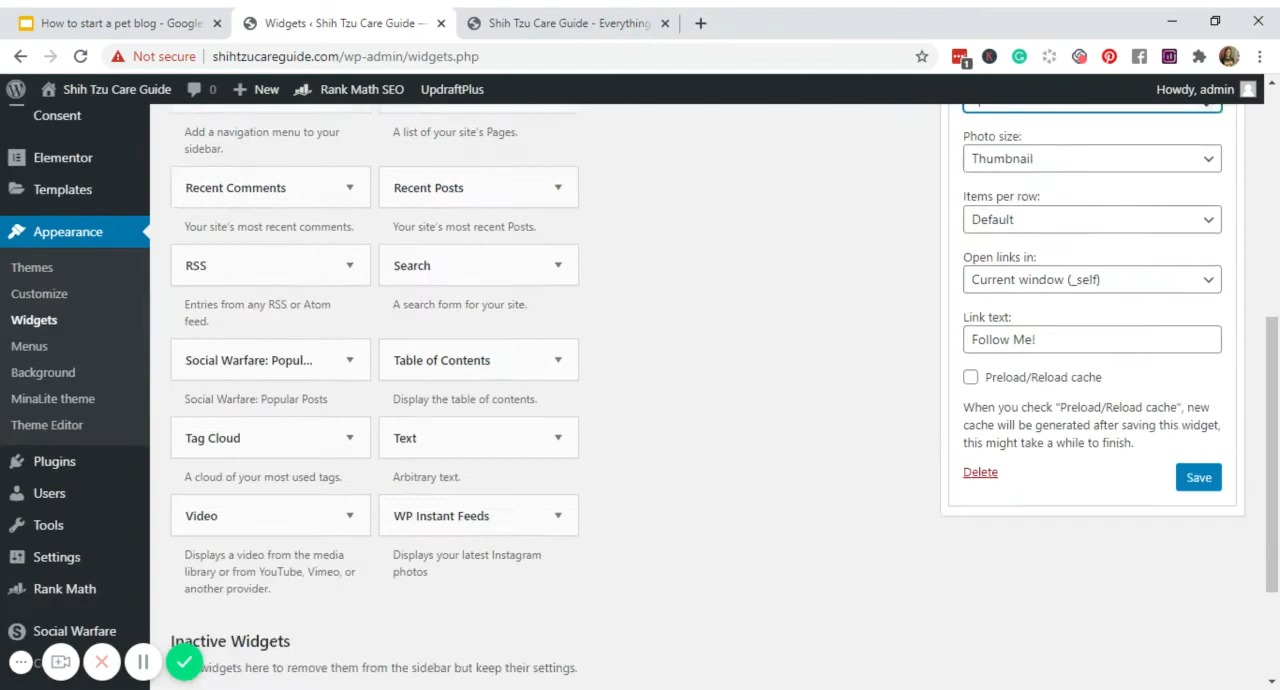 How to start a pet blog - Google
Widgets ‹ Shih Tzu Care Guide —
Shih Tzu Care Guide - Everything
Not secure
shihtzucareguide.com/wp-admin/widgets.php
1
Shih Tzu Care Guide
0
New
Rank Math SEO
UpdraftPlus
Howdy, admin
Consent
Elementor
Templates
Appearance
Themes
Customize
Widgets
Menus
Background
MinaLite theme
Theme Editor
Plugins
Users
Tools
Settings
Rank Math
Social Warfare
Add a navigation menu to your
sidebar.
A list of your site's Pages.
Recent Comments
Your site's most recent comments.
Recent Posts
Your site's most recent Posts.
RSS
Entries from any RSS or Atom
feed.
Search
A search form for your site.
Social Warfare: Popul...
Social Warfare: Popular Posts
Table of Contents
Display the table of contents.
Tag Cloud
A cloud of your most used tags.
Text
Arbitrary text.
Video
Displays a video from the media
library or from YouTube, Vimeo, or
another provider.
WP Instant Feeds
Displays your latest Instagram
photos
Inactive Widgets
widgets here to remove them from the sidebar but keep their settings.
Photo size:
Thumbnail
Items per row:
Default
Open links in:
Current window (_self)
Link text:
Follow Me!
Preload/Reload cache
When you check "Preload/Reload cache", new
cache will be generated after saving this widget,
this might take a while to finish.
Delete
Save